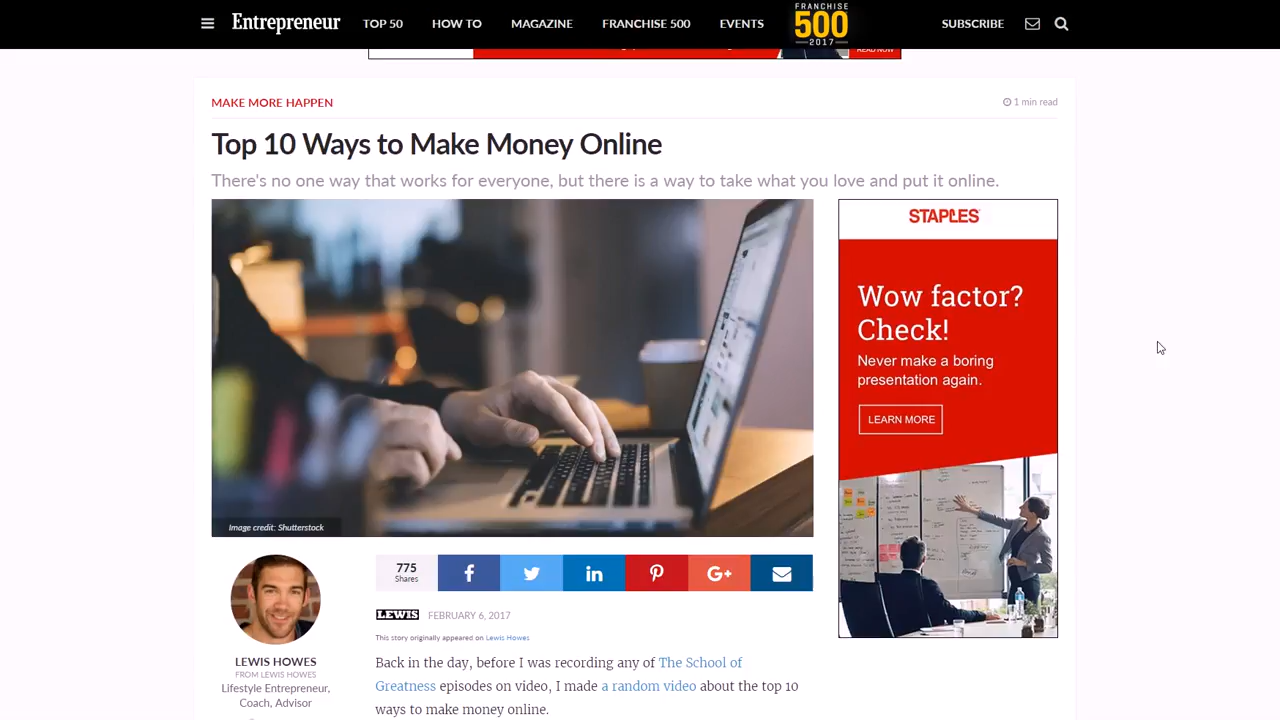 Entrepreneur TOP 50 HOW TO MAGAZINE FRANCHISE 500 EVENTS FRANCHISE 500 2017 SUBSCRIBE
READ NOW
MAKE MORE HAPPEN
1 min read
Top 10 Ways to Make Money Online
There's no one way that works for everyone, but there is a way to take what you love and put it online.
STAPLES
Wow factor?
Check!
Never make a boring
presentation again.
LEARN MORE
Image credit: Shutterstock
775
Shares
LEWIS FEBRUARY 6, 2017
This story originally appeared on Lewis Howes
LEWIS HOWES
FROM LEWIS HOWES
Lifestyle Entrepreneur,
Coach, Advisor
Back in the day, before I was recording any of The School of
Greatness episodes on video, I made a random video about the top 10
ways to make money online.